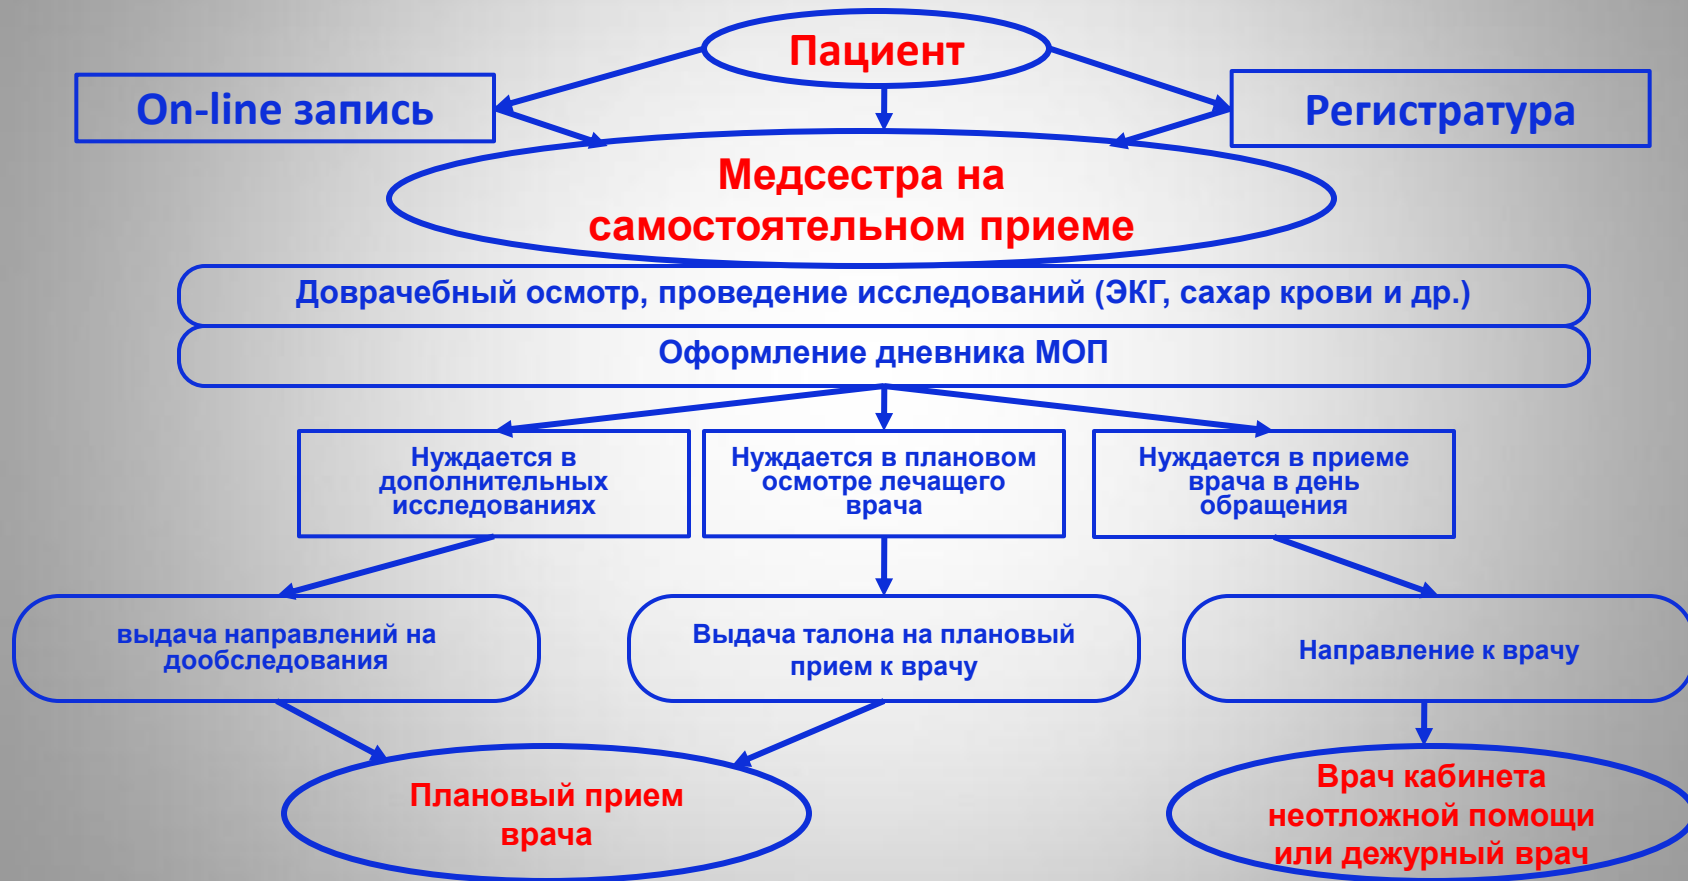 Пациент
On-line запись
Регистратура
Медсестра на
самостоятельном приеме
Доврачебный осмотр, проведение исследований (ЭКГ, сахар крови и др.)
Оформление дневника МОП
Нуждается в
дополнительных
исследованиях
Нуждается в плановом
осмотре лечащего
врача
Нуждается в приеме
врача в день
обращения
выдача направлений на
дообследования
Выдача талона на плановый
прием к врачу
Направление к врачу
Плановый прием
врача
Врач кабинета
неотложной помощи
или дежурный врач